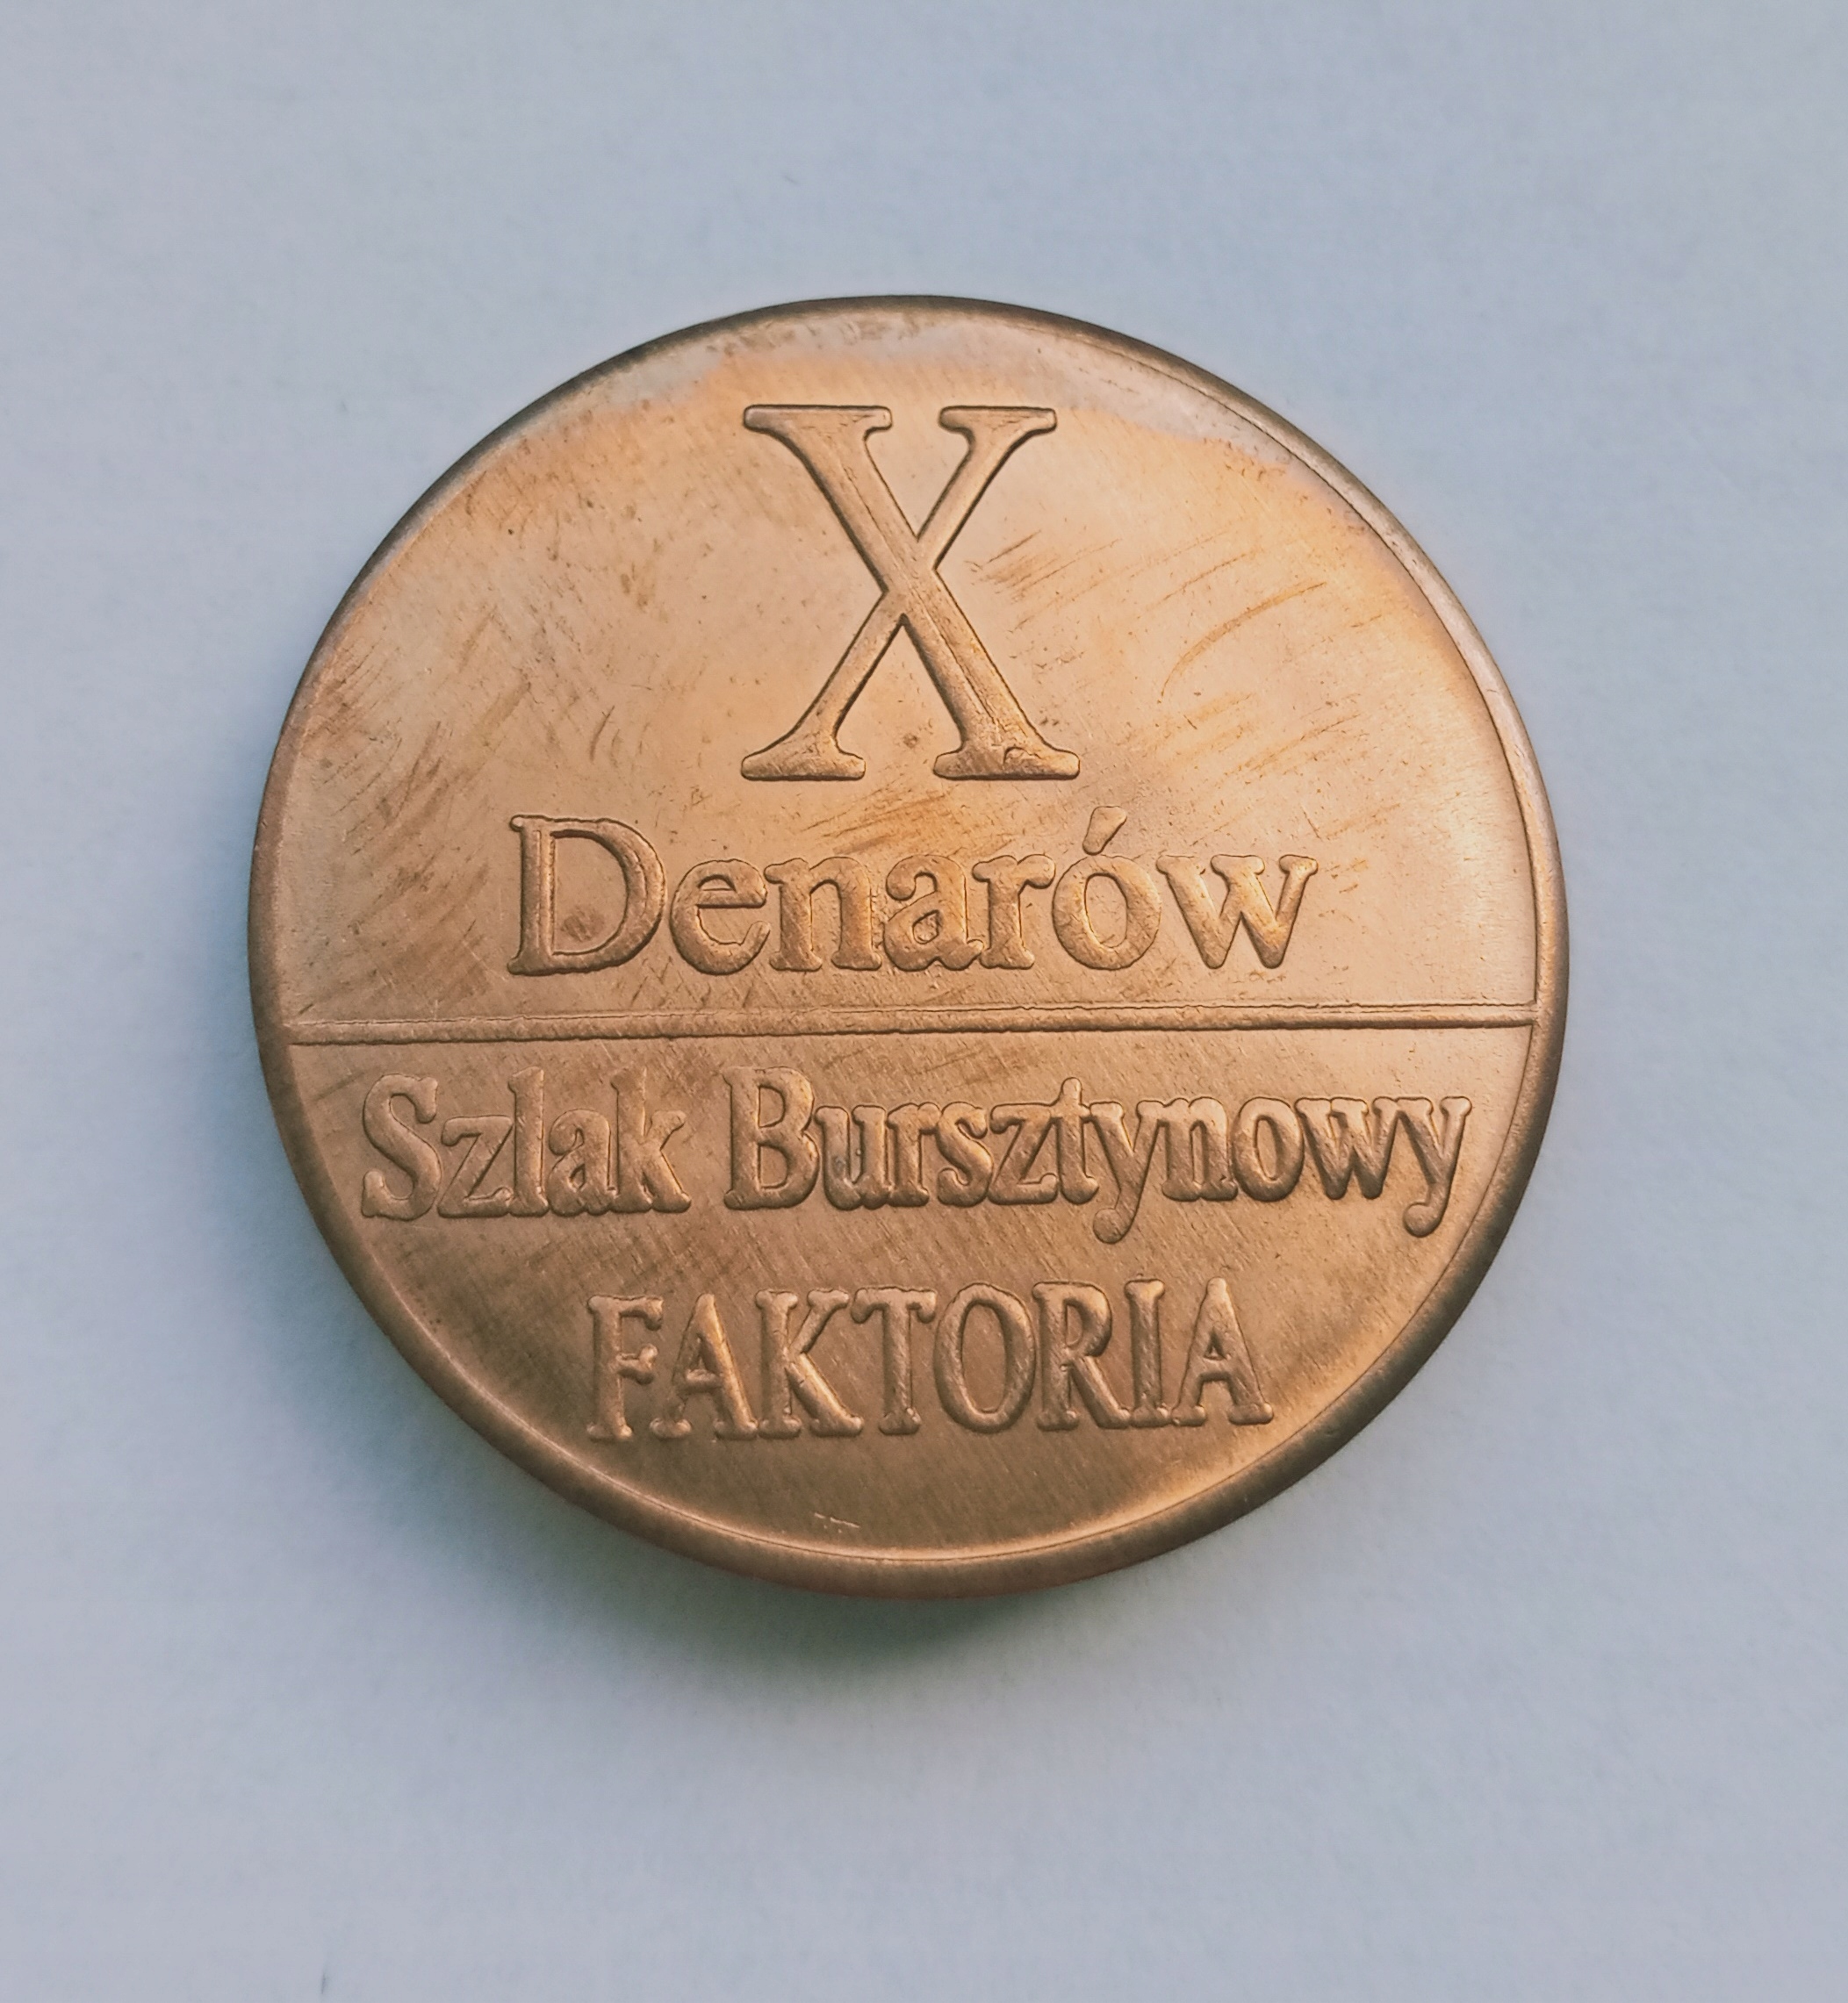 X
Denarów
Szlak Bursztynowy
FAKTORIA